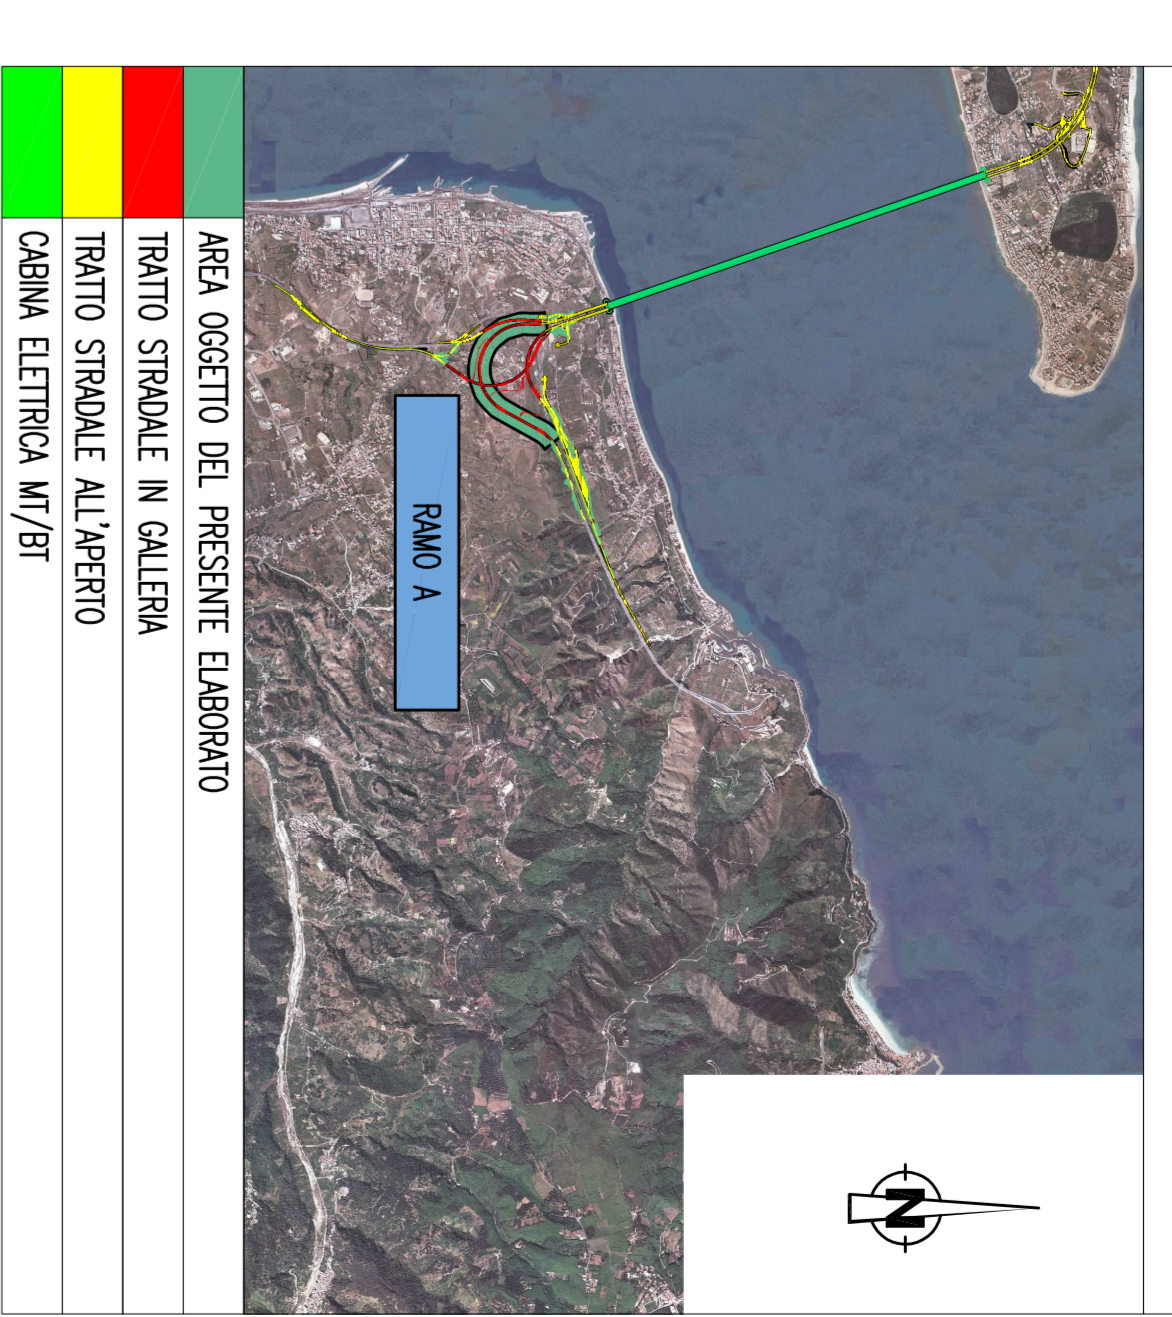 RAMO A
N
AREA OGGETTO DEL PRESENTE ELABORATO
TRATTO STRADALE IN GALLERIA
TRATTO STRADALE ALL'APERTO
CABINA ELETTRICA MT/BT